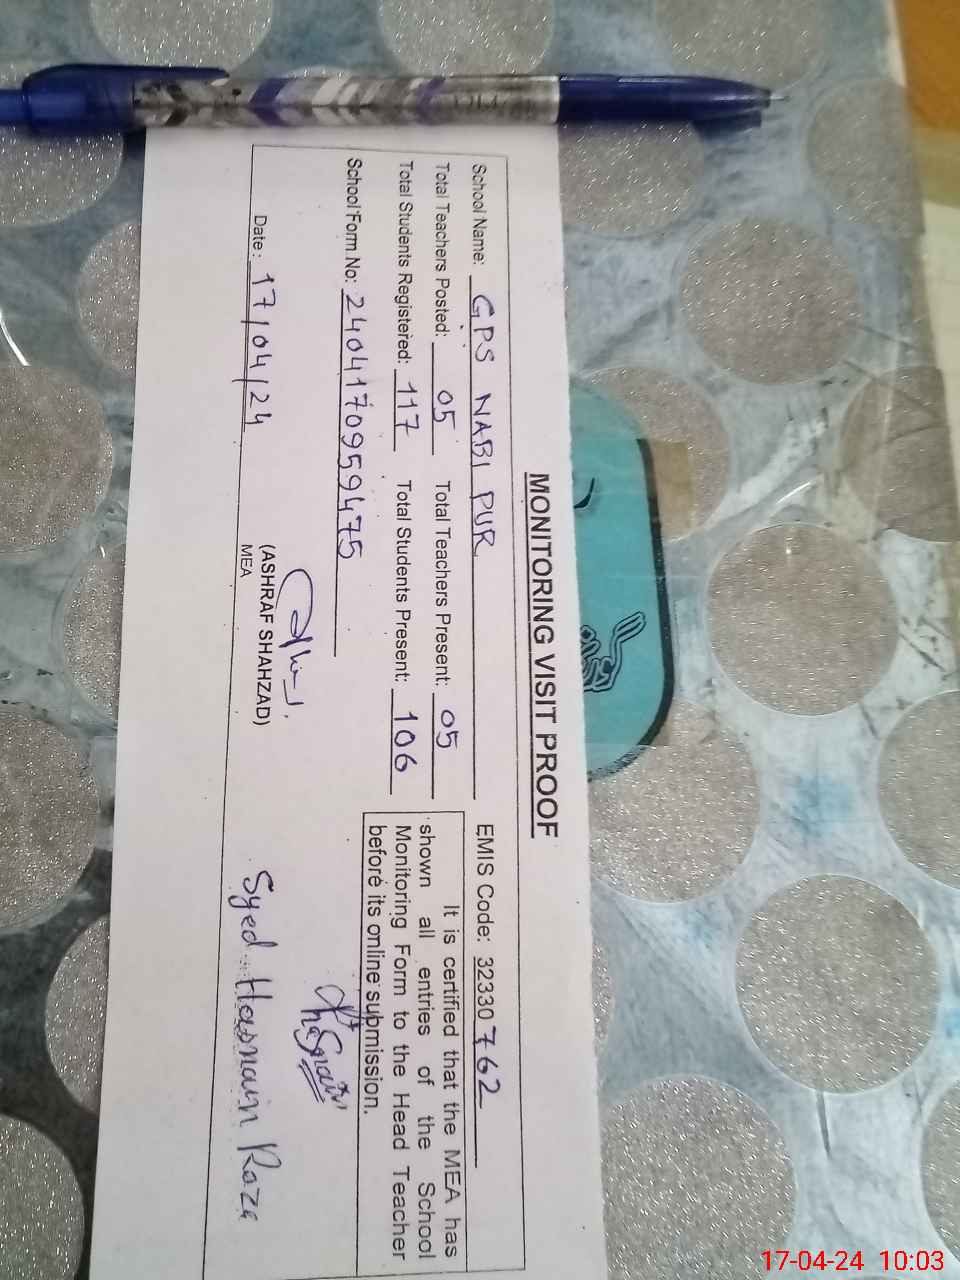 MONITORING VISIT PROOF
School Name: GPS NABI PUR EMIS Code: 32330762
Total Teachers Posted: 05 Total Teachers Present: 05
Total Students Registered: 117 Total Students Present: 106
School Form No: 240417095947 5
It is certified that the MEA has
shown all entries of the School
Monitoring Form to the Head Teacher
before its online submission.
Date: 17/04/24
(ASHRAF SHAHZAD)
MEA
Syed Hasnain Raza
17-04-24 10:03